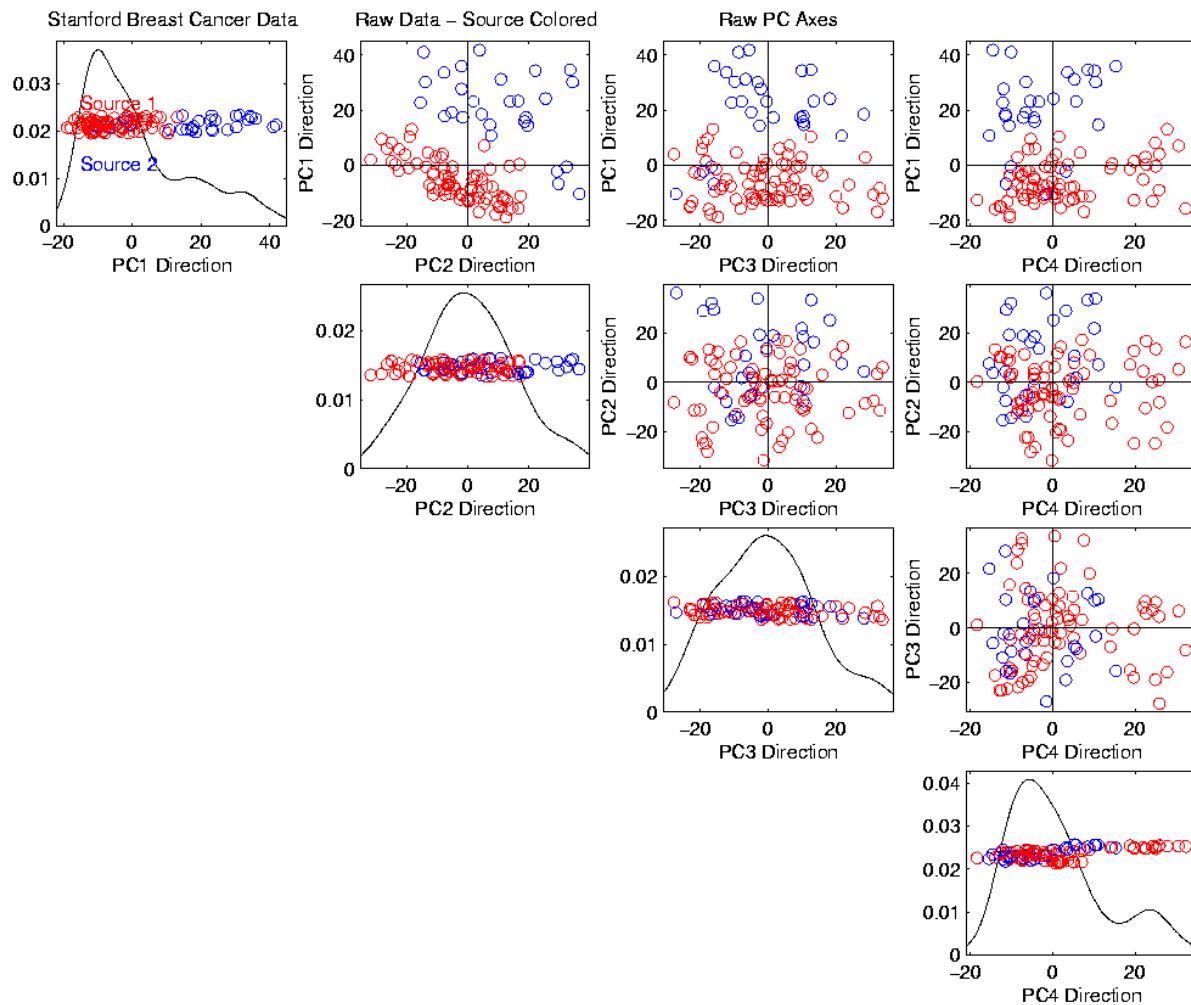 Stanford Breast Cancer Data
Raw Data − Source Colored
Raw PC Axes
0.03
0.02
0.01
0
Source 1
Source 2
−20 0 20 40
PC1 Direction
PC1 Direction
40
20
0
−20
−20 0 20
PC2 Direction
PC1 Direction
40
20
0
−20
−20 0 20
PC3 Direction
PC1 Direction
40
20
0
−20
−20 0 20
PC4 Direction
0.02
0.01
0
−20 0 20
PC2 Direction
PC2 Direction
20
0
−20
−20 0 20
PC3 Direction
PC2 Direction
20
0
−20
−20 0 20
PC4 Direction
0.02
0.01
0
−20 0 20
PC3 Direction
PC3 Direction
20
0
−20
−20 0 20
PC4 Direction
0.04
0.03
0.02
0.01
0
−20 0 20
PC4 Direction